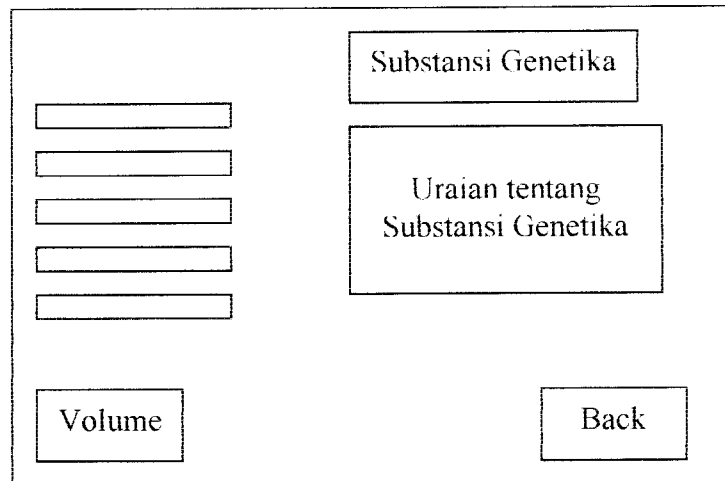 Substansi Genetika
Uraian tentang
Substansi Genetika
Volume
Back